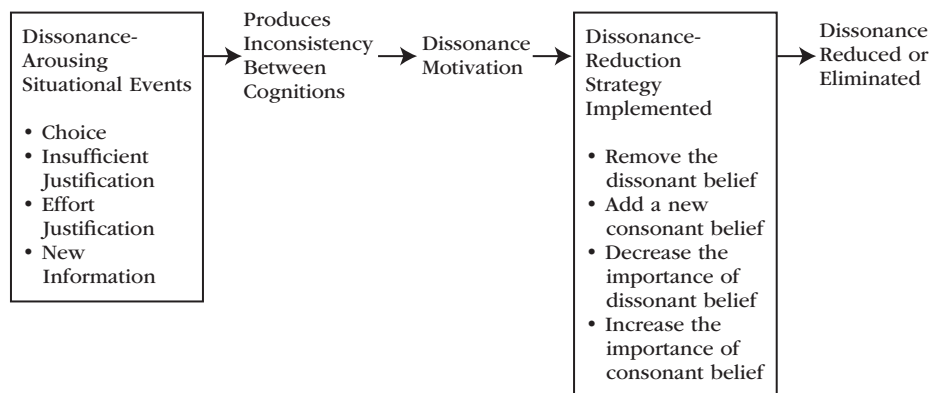 Dissonance-
Arousing
Situational Events
• Choice
• Insufficient
Justification
• Effort
Justification
• New
Information
Produces
Inconsistency
Between
Cognitions
Dissonance
Motivation
Dissonance-
Reduction
Strategy
Implemented
• Remove the
dissonant belief
• Add a new
consonant belief
• Decrease the
importance of
dissonant belief
• Increase the
importance of
consonant belief
Dissonance
Reduced or
Eliminated